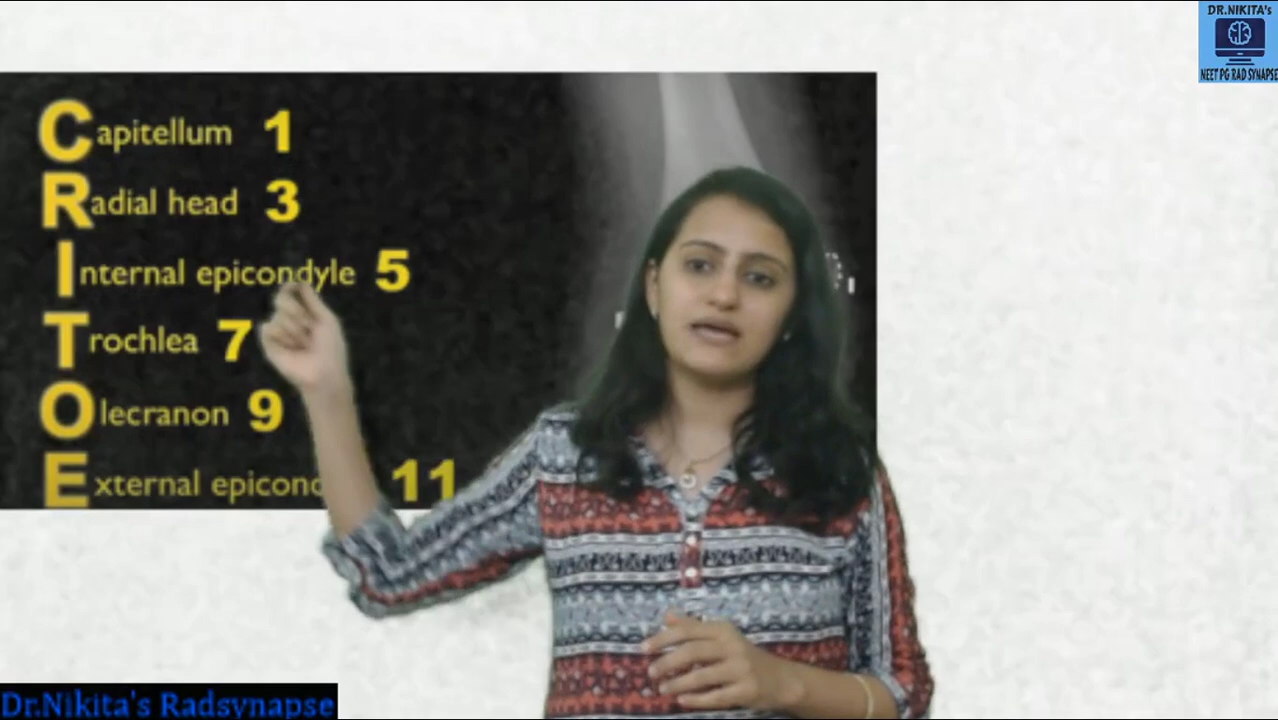 DR.NIKITA's
NEET PG RAD SYNAPSE
Capitellum 1
Radial head 3
Internal epicondyle 5
Trochlea 7
Olecranon 9
External 11
Dr.Nikita's Radsynapse